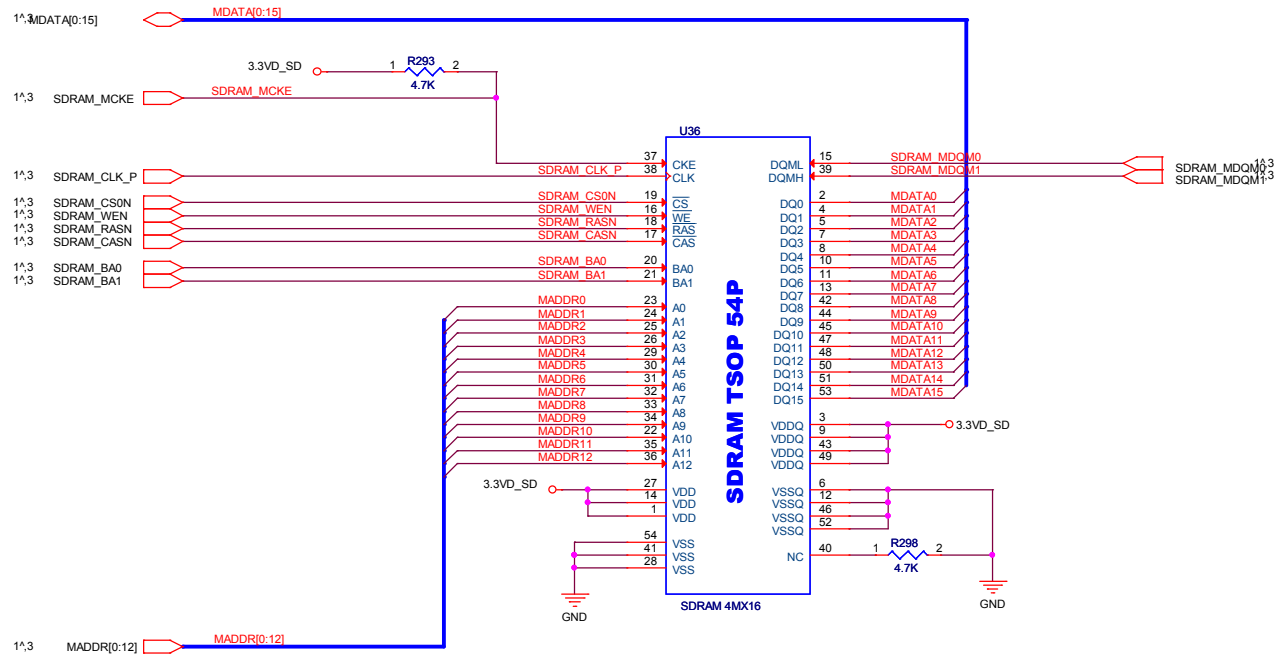 1^,3 MDATA[0:15] MDATA[0:15]
3.3VD_SD 1 R293 2
4.7K
1^,3 SDRAM_MCKE SDRAM_MCKE
U36
37 CKE DQML 15 SDRAM_MDQM0 1^,3 SDRAM_MDQM0
1^,3 SDRAM_CLK_P SDRAM_CLK_P 38 CLK DQMH 39 SDRAM_MDQM1 1^,3 SDRAM_MDQM1
1^,3 SDRAM_CS0N SDRAM_CS0N 19 CS DQ0 2 MDATA0
1^,3 SDRAM_WEN SDRAM_WEN 16 WE DQ1 4 MDATA1
1^,3 SDRAM_RASN SDRAM_RASN 18 RAS DQ2 5 MDATA2
1^,3 SDRAM_CASN SDRAM_CASN 17 CAS DQ3 7 MDATA3
DQ4 8 MDATA4
1^,3 SDRAM_BA0 SDRAM_BA0 20 BA0 DQ5 10 MDATA5
1^,3 SDRAM_BA1 SDRAM_BA1 21 BA1 DQ6 11 MDATA6
DQ7 13 MDATA7
MADDR0 23 A0 DQ8 42 MDATA8
MADDR1 24 A1 DQ9 44 MDATA9
MADDR2 25 A2 DQ10 45 MDATA10
MADDR3 26 A3 DQ11 47 MDATA11
MADDR4 29 A4 DQ12 48 MDATA12
MADDR5 30 A5 DQ13 50 MDATA13
MADDR6 31 A6 DQ14 51 MDATA14
MADDR7 32 A7 DQ15 53 MDATA15
MADDR8 33 A8
MADDR9 34 A9 VDDQ 3 3.3VD_SD
MADDR10 22 A10 VDDQ 9
MADDR11 35 A11 VDDQ 43
MADDR12 36 A12 VDDQ 49
SDRAM TSOP 54P
3.3VD_SD 27 VDD VSSQ 6
14 VDD VSSQ 12
1 VDD VSSQ 46
VSSQ 52
54 VSS
41 VSS NC 40 1 R298 2
28 VSS 4.7K
SDRAM 4MX16
GND GND
1^,3 MADDR[0:12] MADDR[0:12]